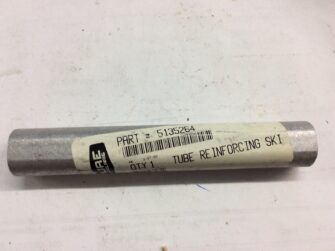 PART # 5135264
QTY 1 TUBE REINFORCING SKI